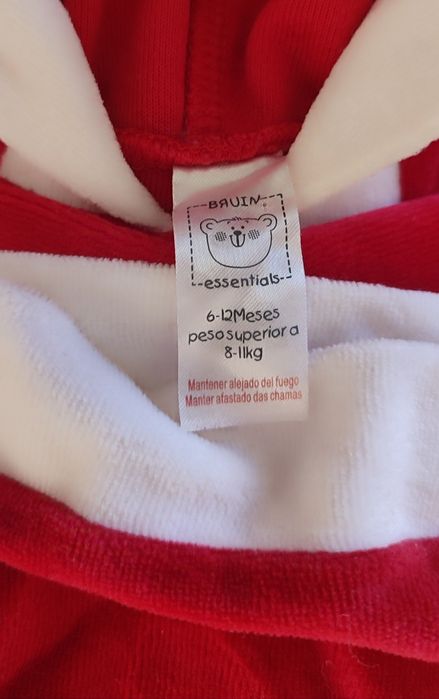 BRUIN
essentials
6-12Meses
peso superior a
8-11kg
Mantener alejado del fuego
Manter afastado das chamas